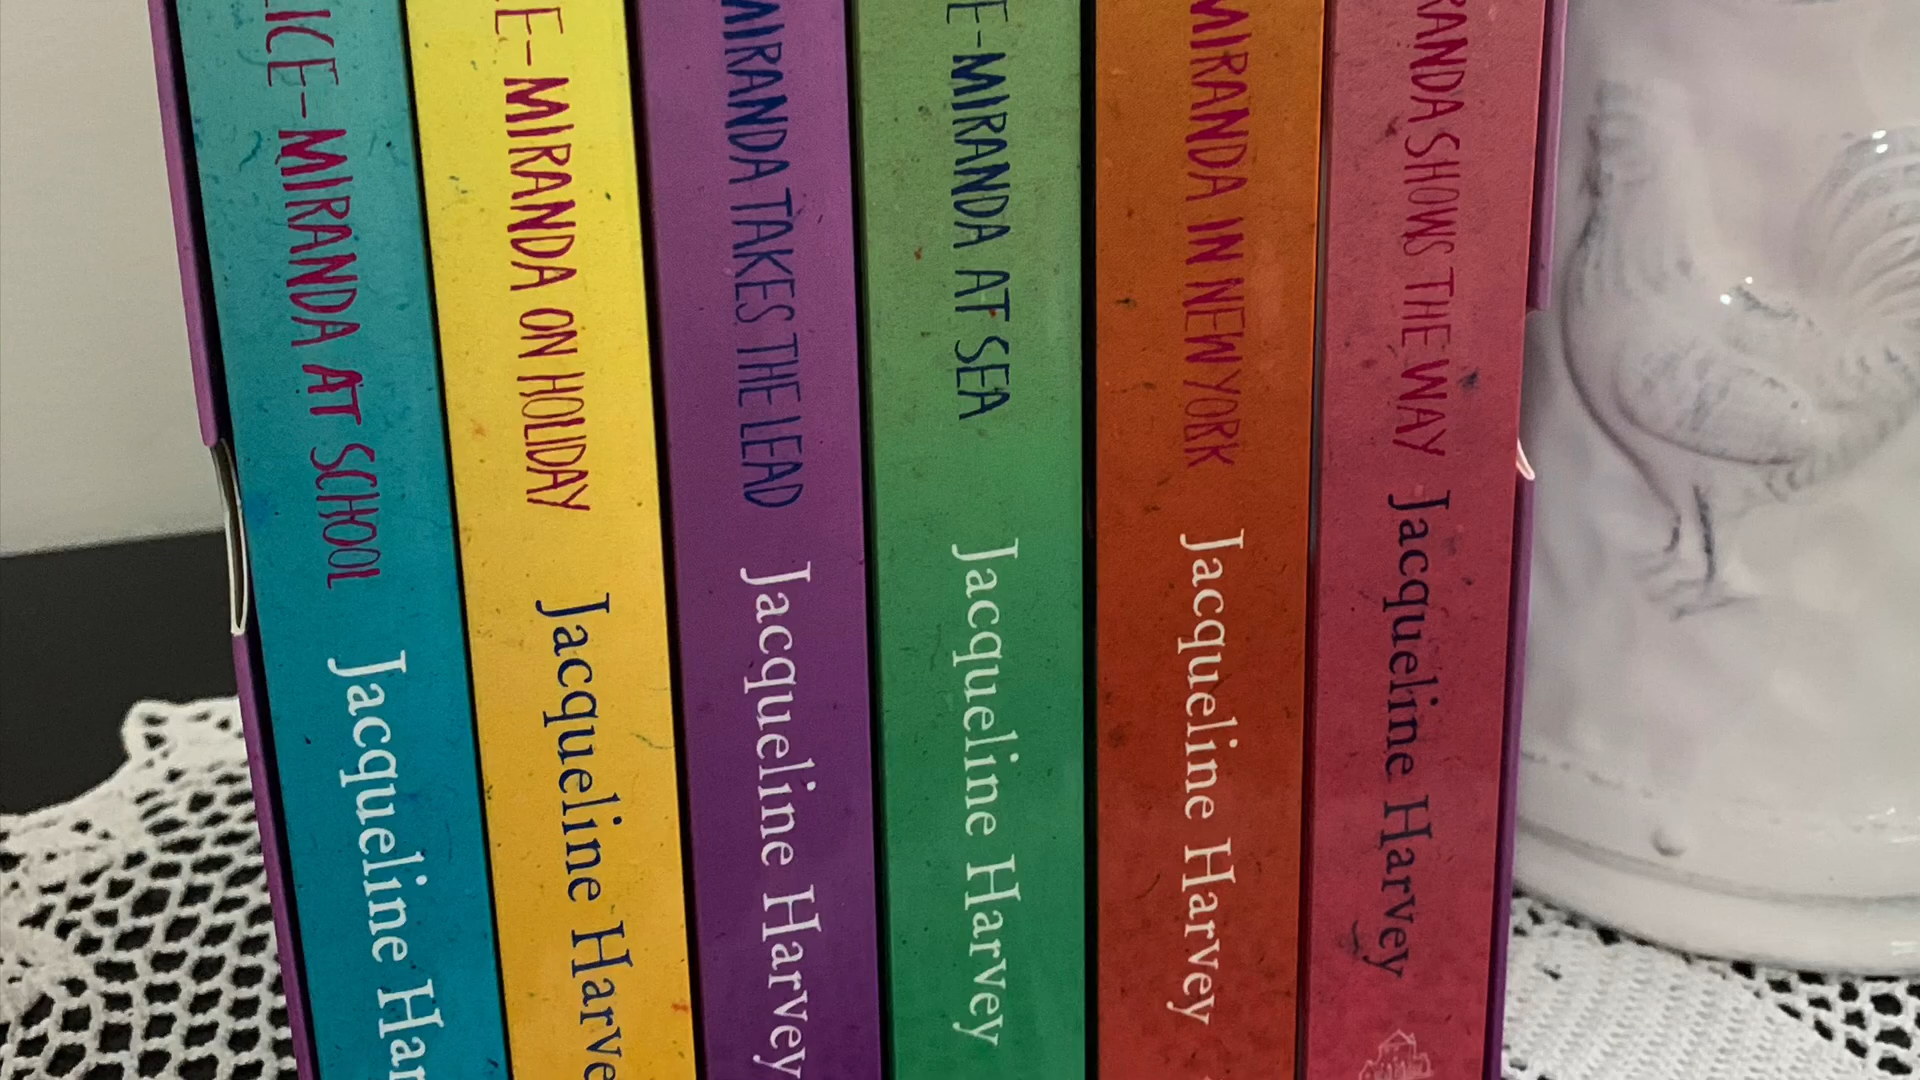 LICE-MIRANDA AT SCHOOL Jacqueline Har
E-MIRANDA ON HOLIDAY Jacqueline Harve
MIRANDA TAKES THE LEAD Jacqueline Harvey
E-MIRANDA AT SEA Jacqueline Harvey
MIRANDA IN NEW YORK Jacqueline Harvey
RANDA SHOWS THE WAY Jacqueline Harvey